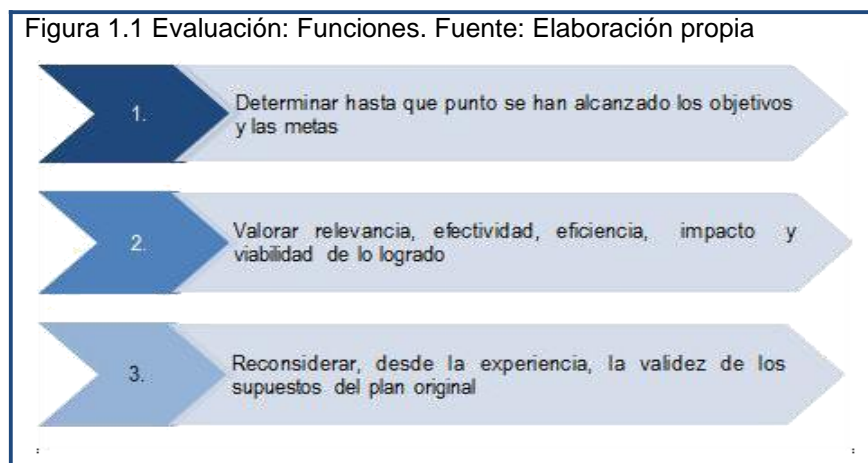 Figura 1.1 Evaluación: Funciones. Fuente: Elaboración propia
1.
Determinar hasta que punto se han alcanzado los objetivos
y las metas
2.
Valorar relevancia, efectividad, eficiencia, impacto y
viabilidad de lo logrado
3.
Reconsiderar, desde la experiencia, la validez de los
supuestos del plan original